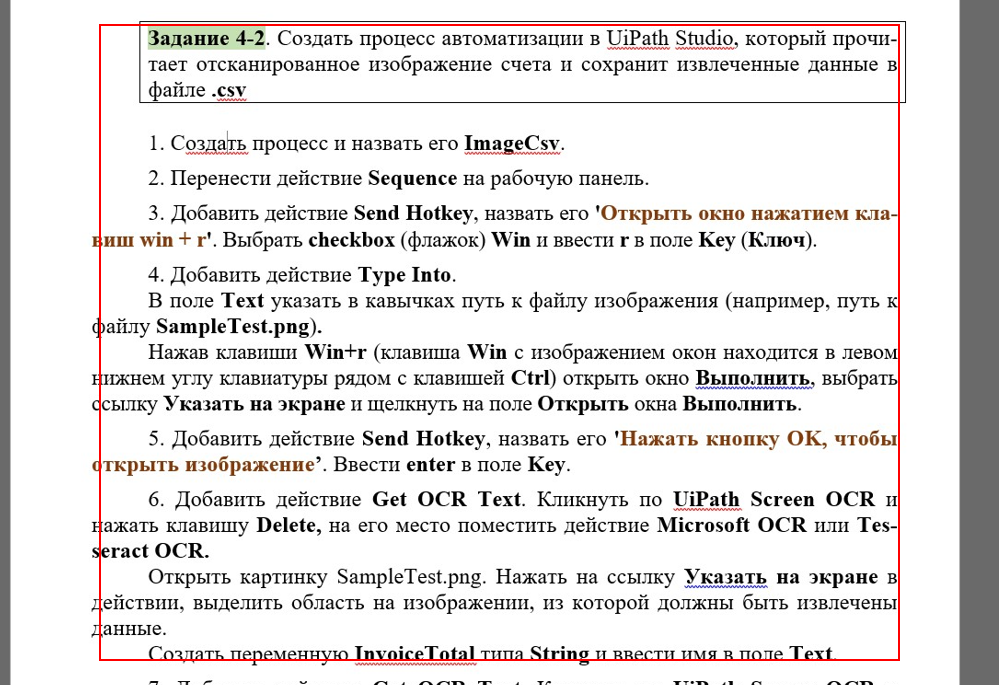 Задание 4-2. Создать процесс автоматизации в UiPath Studio, который прочи-
тает отсканированное изображение счета и сохранит извлеченные данные в
файле .csv
1. Создать процесс и назвать его ImageCsv.
2. Перенести действие Sequence на рабочую панель.
3. Добавить действие Send Hotkey, назвать его 'Открыть окно нажатием кла-
виш win + r'. Выбрать checkbox (флажок) Win и ввести r в поле Key (Ключ).
4. Добавить действие Type Into.
В поле Text указать в кавычках путь к файлу изображения (например, путь к
файлу SampleTest.png).
Нажав клавиши Win+r (клавиша Win с изображением окон находится в левом
нижнем углу клавиатуры рядом с клавишей Ctrl) открыть окно Выполнить, выбрать
ссылку Указать на экране и щелкнуть на поле Открыть окна Выполнить.
5. Добавить действие Send Hotkey, назвать его 'Нажать кнопку OK, чтобы
открыть изображение’. Ввести enter в поле Key.
6. Добавить действие Get OCR Text. Кликнуть по UiPath Screen OCR и
нажать клавишу Delete, на его место поместить действие Microsoft OCR или Tes-
seract OCR.
Открыть картинку SampleTest.png. Нажать на ссылку Указать на экране в
действии, выделить область на изображении, из которой должны быть извлечены
данные.
Создать переменную InvoiceTotal типа String и ввести имя в поле Text.